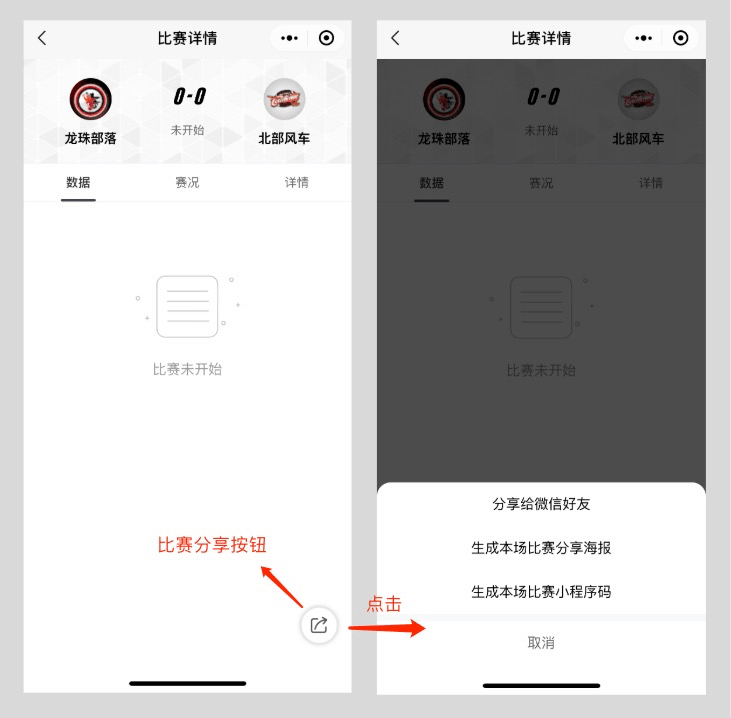 比赛详情
0-0
龙珠部落
未开始
北部风车
数据
赛况
详情
比赛未开始
比赛分享按钮
比赛详情
0-0
龙珠部落
未开始
北部风车
数据
赛况
详情
比赛未开始
点击
分享给微信好友
生成本场比赛分享海报
生成本场比赛小程序码
取消